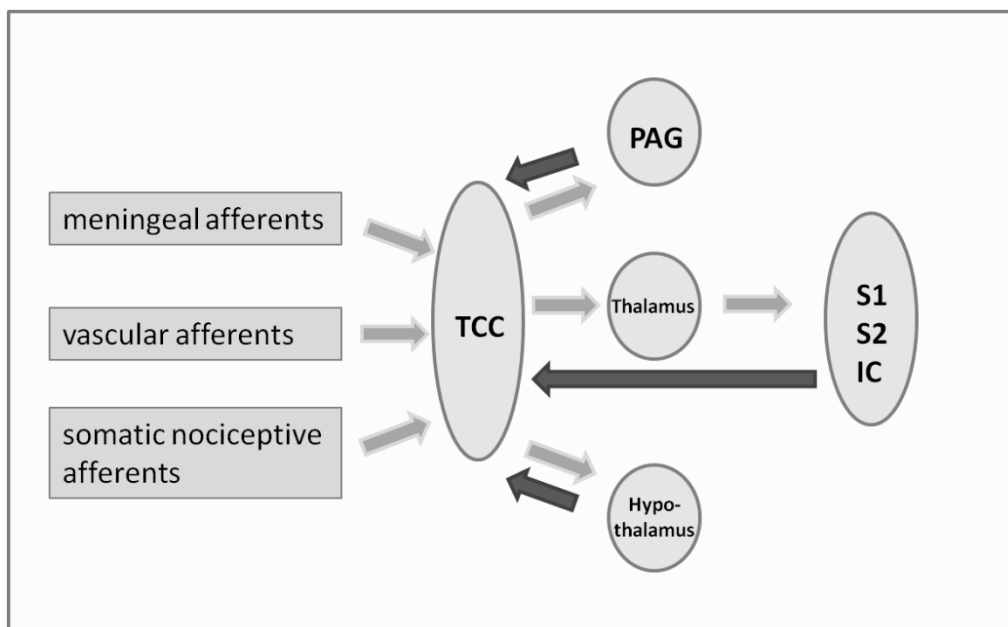 PAG
meningeal afferents
vascular afferents
somatic nociceptive
afferents
TCC
Thalamus
S1
S2
IC
Hypo-
thalamus